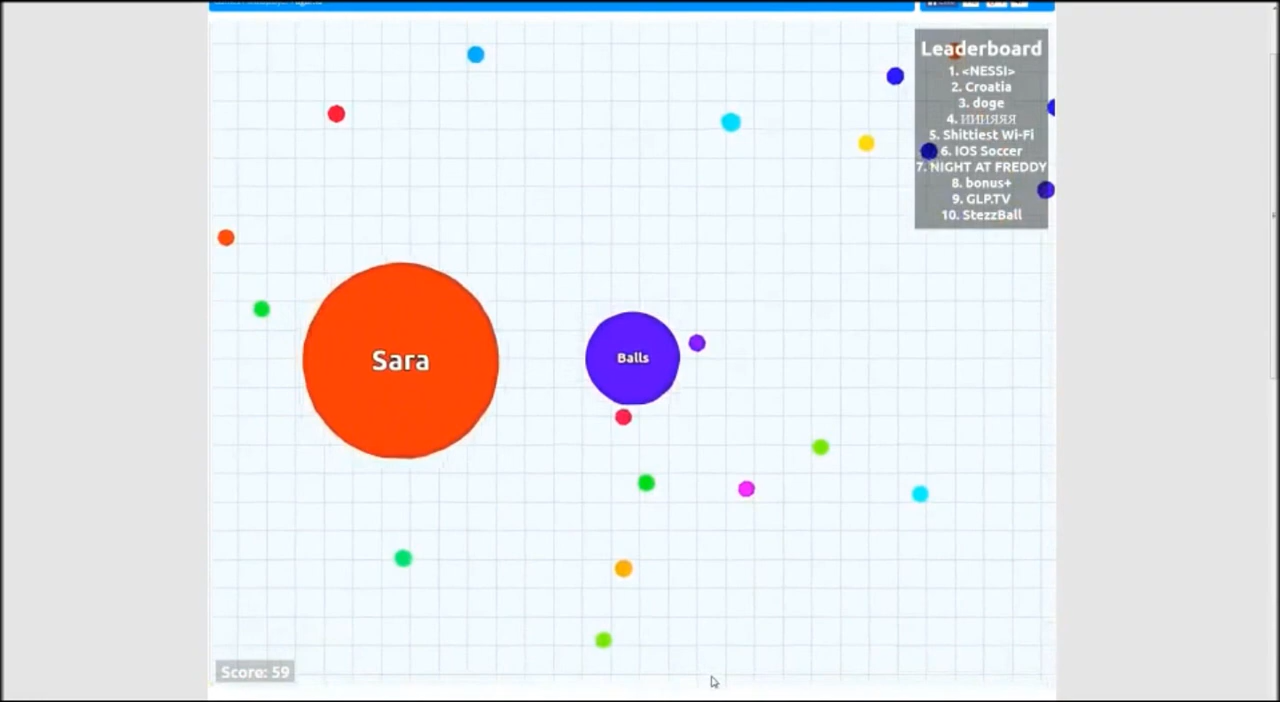 Leaderboard
1. <NESSI>
2. Croatia
3. doge
4. ИИИЯЯЯ
5. Shittiest Wi-Fi
6. IOS Soccer
7. NIGHT AT FREDDY
8. bonus+
9. GLP.TV
10. StezzBall
Sara
Balls
Score: 59